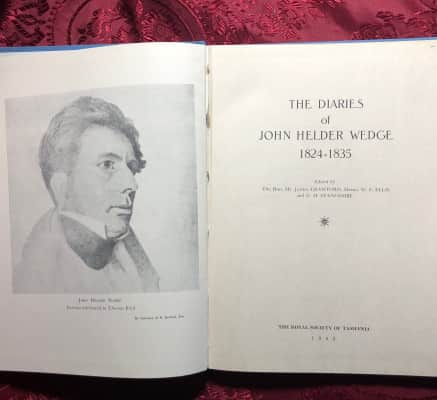 JOHN HELDER WEDGE
THE DIARIES
of
JOHN HELDER WEDGE
1824-1835
Edited by
The Hon. Mr. Justice CRAWFORD, W. F. ELLIS
and G. H. STANCOMBE
THE ROYAL SOCIETY OF TASMANIA
1962